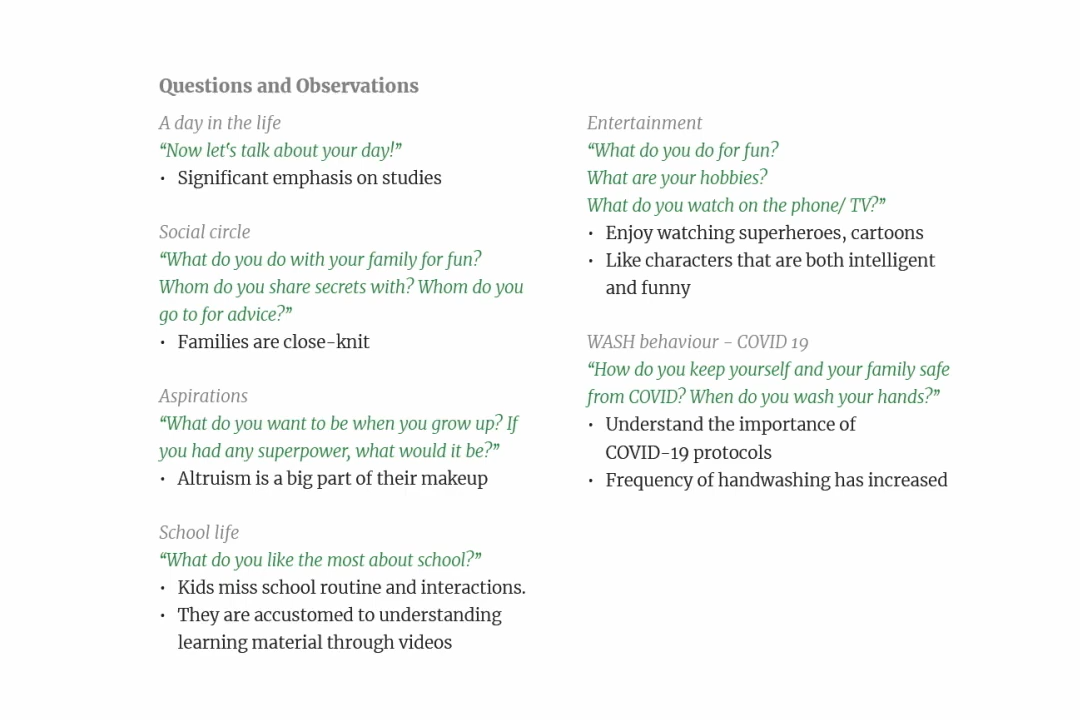 Questions and Observations
A day in the life
“Now let's talk about your day!”
• Significant emphasis on studies
Social circle
“What do you do with your family for fun?
Whom do you share secrets with? Whom do you
go to for advice?”
• Families are close-knit
Aspirations
“What do you want to be when you grow up? If
you had any superpower, what would it be?”
• Altruism is a big part of their makeup
School life
“What do you like the most about school?”
• Kids miss school routine and interactions.
• They are accustomed to understanding
learning material through videos
Entertainment
“What do you do for fun?
What are your hobbies?
What do you watch on the phone/ TV?”
• Enjoy watching superheroes, cartoons
• Like characters that are both intelligent
and funny
WASH behaviour - COVID 19
“How do you keep yourself and your family safe
from COVID? When do you wash your hands?”
• Understand the importance of
COVID-19 protocols
• Frequency of handwashing has increased